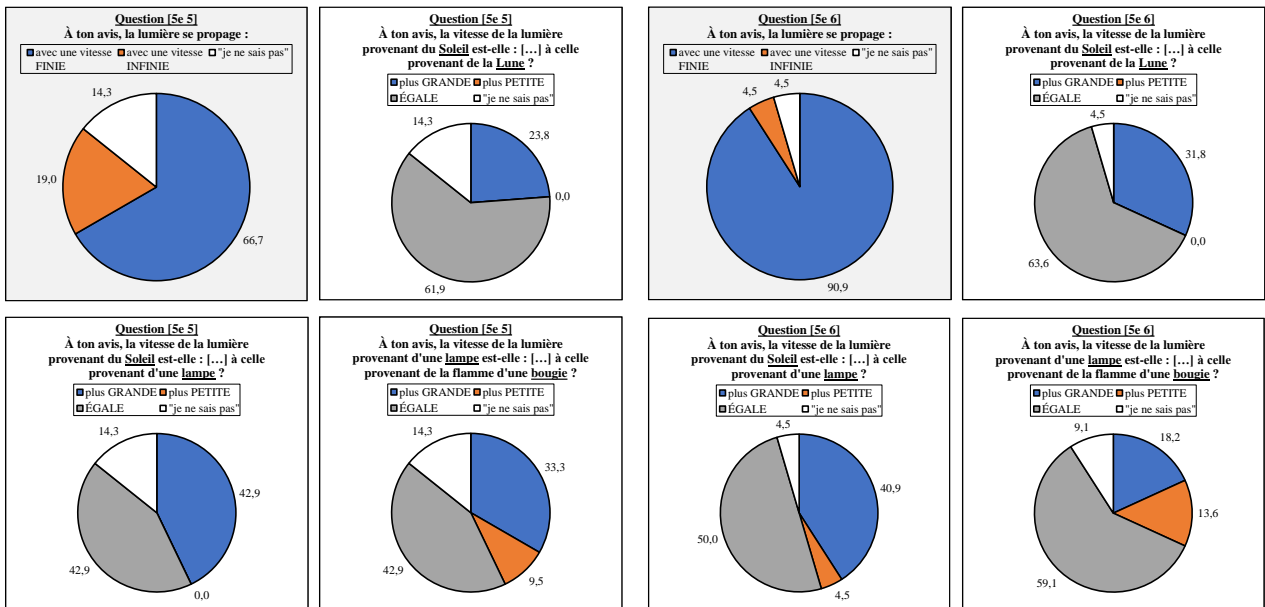 Question [5e 5]
À ton avis, la lumière se propage :
avec une vitesse FINIE
avec une vitesse INFINIE
"je ne sais pas"
14,3
19,0
66,7
Question [5e 5]
À ton avis, la vitesse de la lumière
provenant du Soleil est-elle : […] à celle
provenant de la Lune ?
plus GRANDE plus PETITE
ÉGALE "je ne sais pas"
14,3
23,8
0,0
61,9
Question [5e 6]
À ton avis, la lumière se propage :
avec une vitesse FINIE
avec une vitesse INFINIE
"je ne sais pas"
4,5
4,5
90,9
Question [5e 6]
À ton avis, la vitesse de la lumière
provenant du Soleil est-elle : […] à celle
provenant de la Lune ?
plus GRANDE plus PETITE
ÉGALE "je ne sais pas"
4,5
31,8
0,0
63,6
Question [5e 5]
À ton avis, la vitesse de la lumière
provenant du Soleil est-elle : […] à celle
provenant d'une lampe ?
plus GRANDE plus PETITE
ÉGALE "je ne sais pas"
14,3
42,9
42,9
0,0
Question [5e 5]
À ton avis, la vitesse de la lumière
provenant d'une lampe est-elle : […] à celle
provenant de la flamme d'une bougie ?
plus GRANDE plus PETITE
ÉGALE "je ne sais pas"
14,3
33,3
42,9
9,5
Question [5e 6]
À ton avis, la vitesse de la lumière
provenant du Soleil est-elle : […] à celle
provenant d'une lampe ?
plus GRANDE plus PETITE
ÉGALE "je ne sais pas"
4,5
40,9
50,0
4,5
Question [5e 6]
À ton avis, la vitesse de la lumière
provenant d'une lampe est-elle : […] à celle
provenant de la flamme d'une bougie ?
plus GRANDE plus PETITE
ÉGALE "je ne sais pas"
9,1
18,2
13,6
59,1